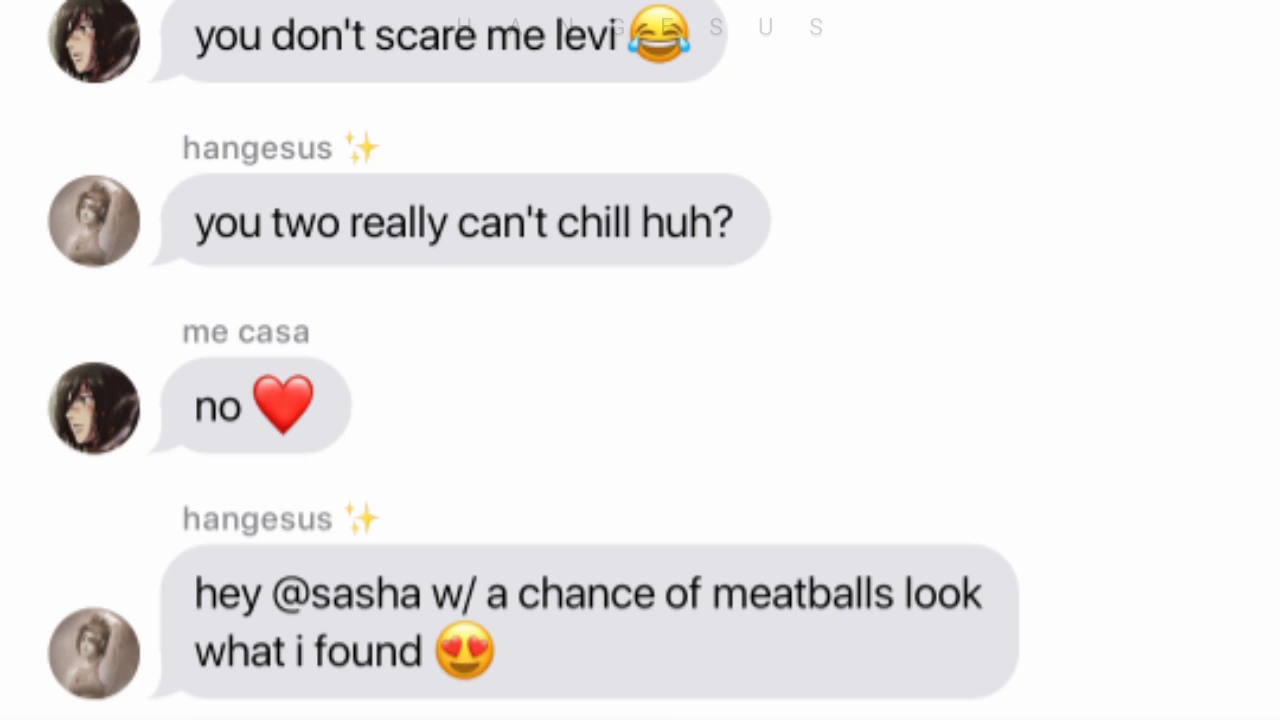 H A N G E S U S
you don't scare me levi 😂
hangesus ✨
you two really can't chill huh?
me casa
no ❤️
hangesus ✨
hey @sasha w/ a chance of meatballs look
what i found 😍